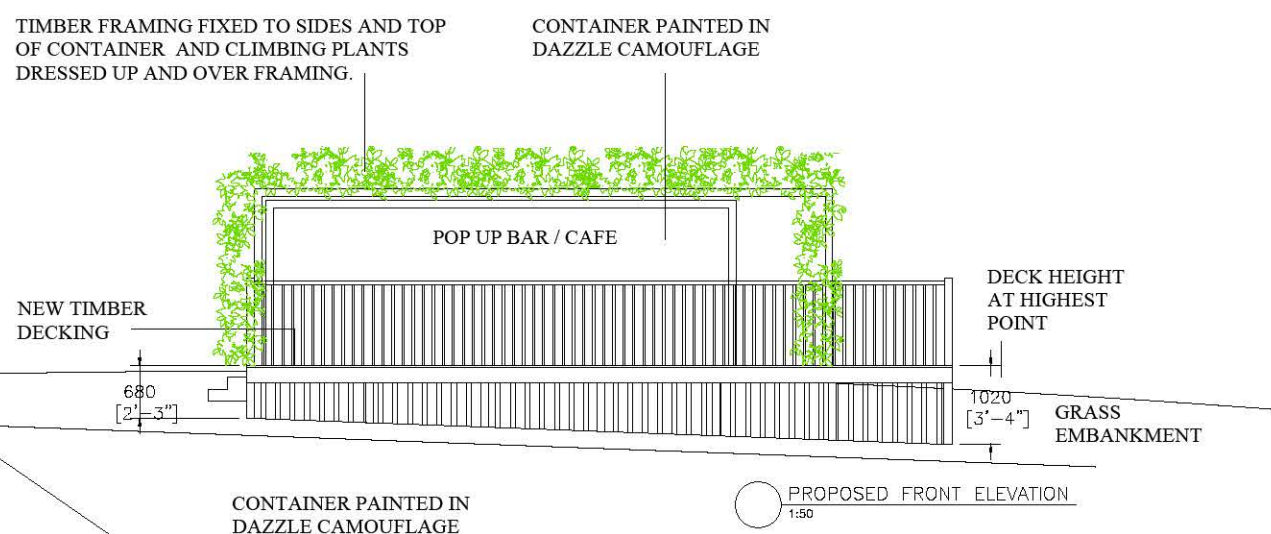 TIMBER FRAMING FIXED TO SIDES AND TOP
OF CONTAINER AND CLIMBING PLANTS
DRESSED UP AND OVER FRAMING.
CONTAINER PAINTED IN
DAZZLE CAMOUFLAGE
POP UP BAR / CAFE
NEW TIMBER
DECKING
DECK HEIGHT
AT HIGHEST
POINT
680
[2'-3"]
1020
[3'-4"]
GRASS
EMBANKMENT
PROPOSED FRONT ELEVATION
1:50
CONTAINER PAINTED IN
DAZZLE CAMOUFLAGE